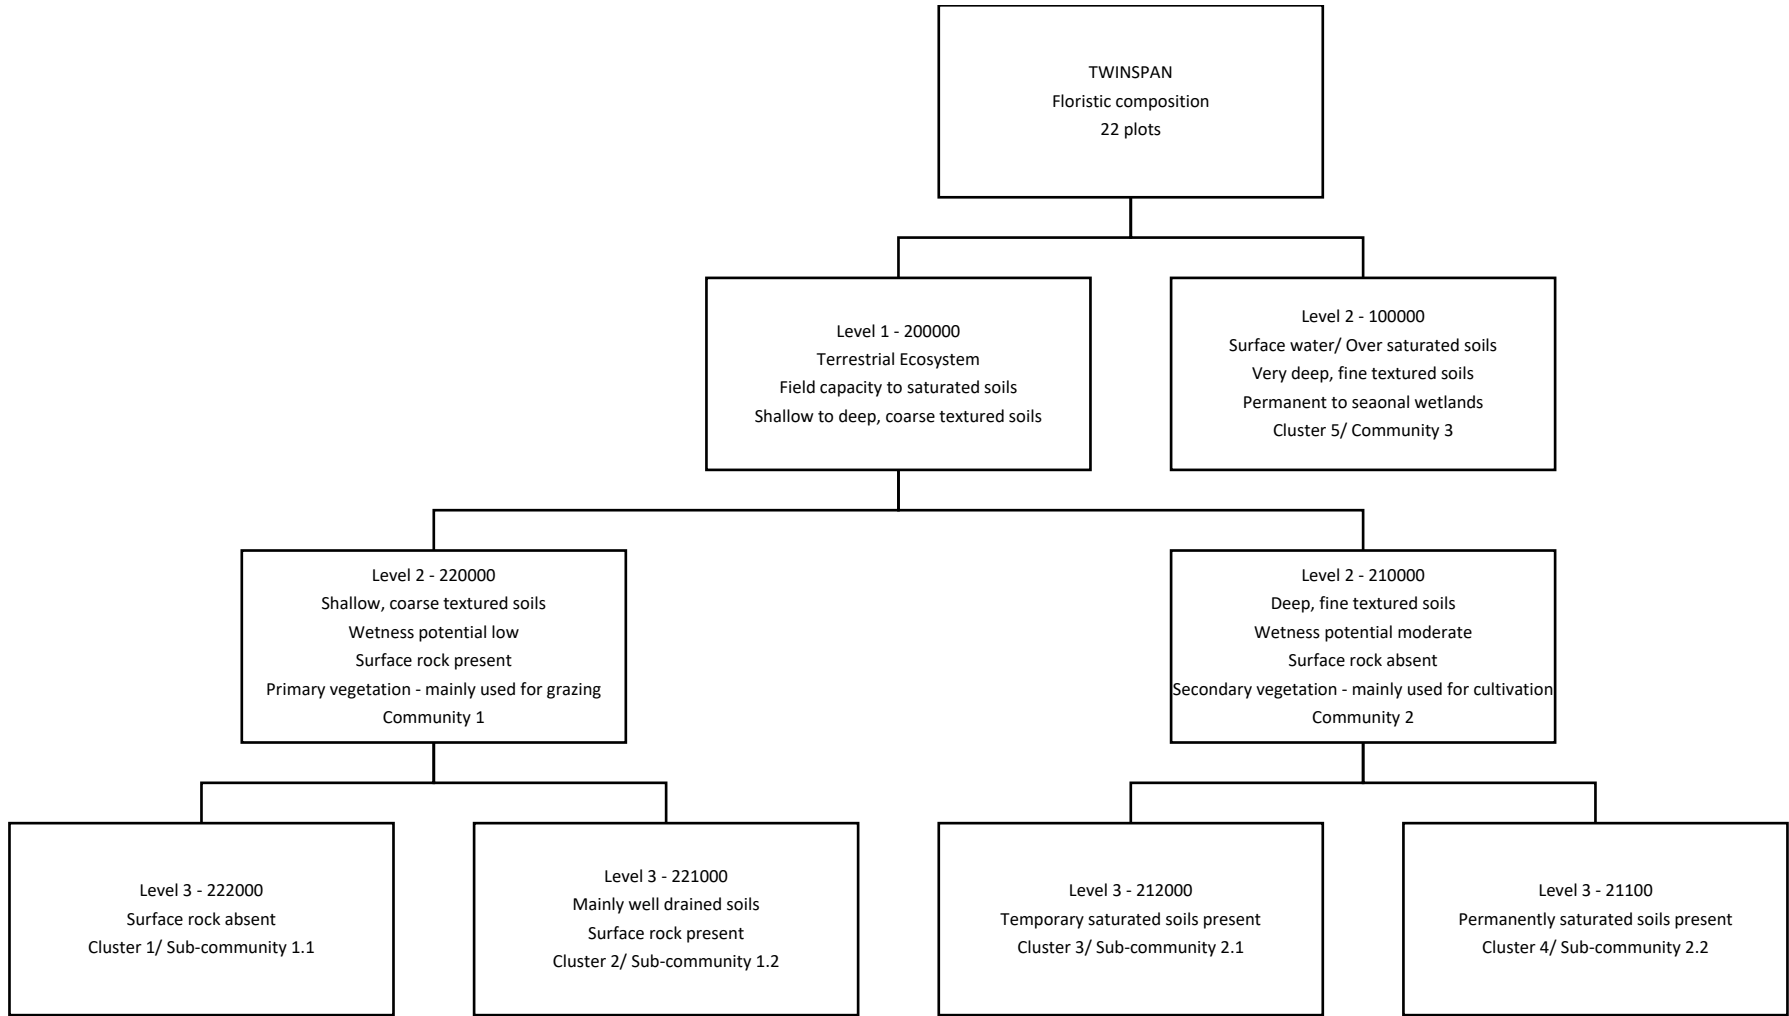 TWINSPAN
Floristic composition
22 plots
Level 1 - 200000
Terrestrial Ecosystem
Field capacity to saturated soils
Shallow to deep, coarse textured soils
Level 2 - 100000
Surface water/ Over saturated soils
Very deep, fine textured soils
Permanent to seaonal wetlands
Cluster 5/ Community 3
Level 2 - 220000
Shallow, coarse textured soils
Wetness potential low
Surface rock present
Primary vegetation - mainly used for grazing
Community 1
Level 2 - 210000
Deep, fine textured soils
Wetness potential moderate
Surface rock absent
Secondary vegetation - mainly used for cultivation
Community 2
Level 3 - 222000
Surface rock absent
Cluster 1/ Sub-community 1.1
Level 3 - 221000
Mainly well drained soils
Surface rock present
Cluster 2/ Sub-community 1.2
Level 3 - 212000
Temporary saturated soils present
Cluster 3/ Sub-community 2.1
Level 3 - 21100
Permanently saturated soils present
Cluster 4/ Sub-community 2.2